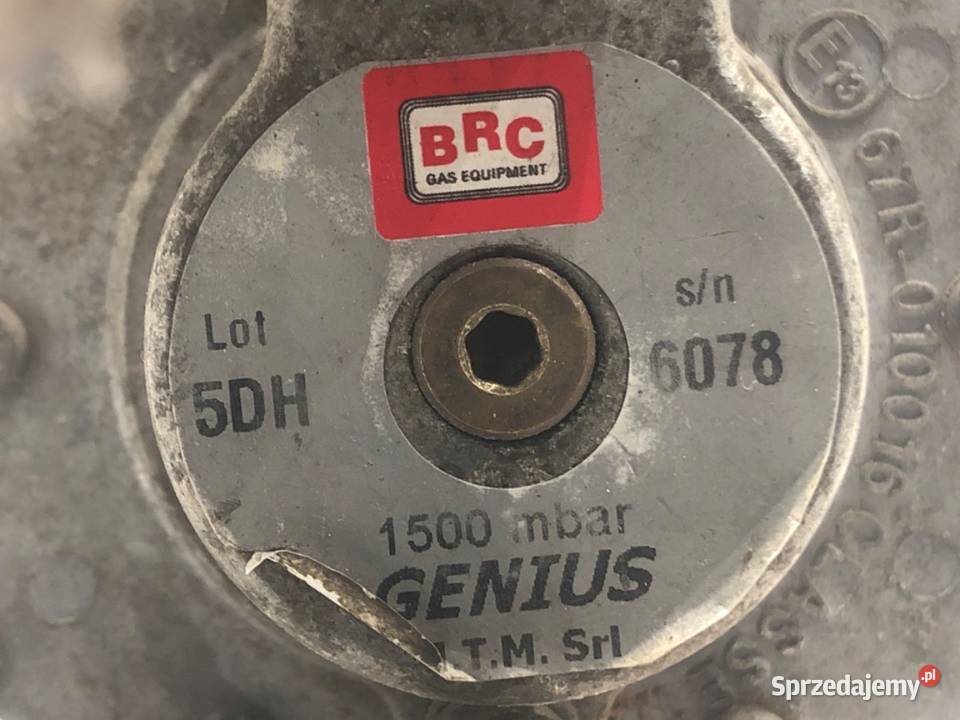 BRC
GAS EQUIPMENT
Lot
5DH
s/n
6078
1500 mbar
GENIUS
.T.M. Srl
E13
67R-010016
Sprzedajemy.pl